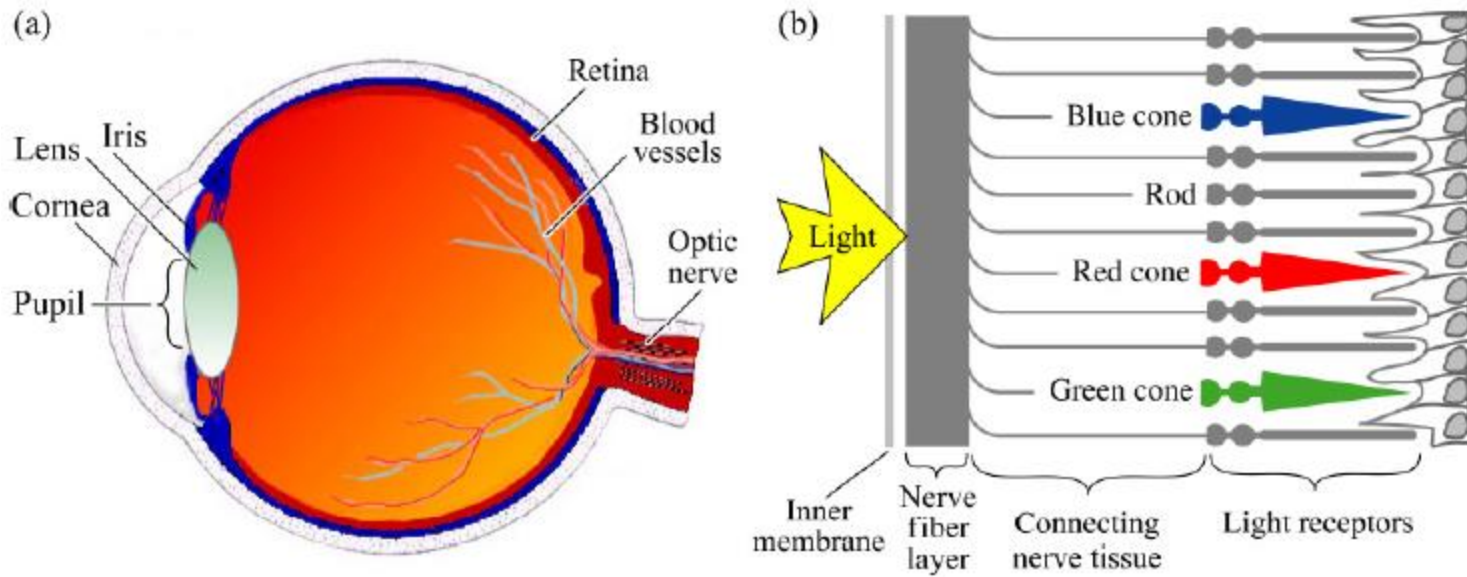 (a)
Retina
Blood
vessels
Iris
Lens
Cornea
Optic
nerve
Pupil
(b)
Blue cone
Rod
Light
Red cone
Green cone
Inner
membrane
Nerve
fiber
layer
Connecting
nerve tissue
Light receptors